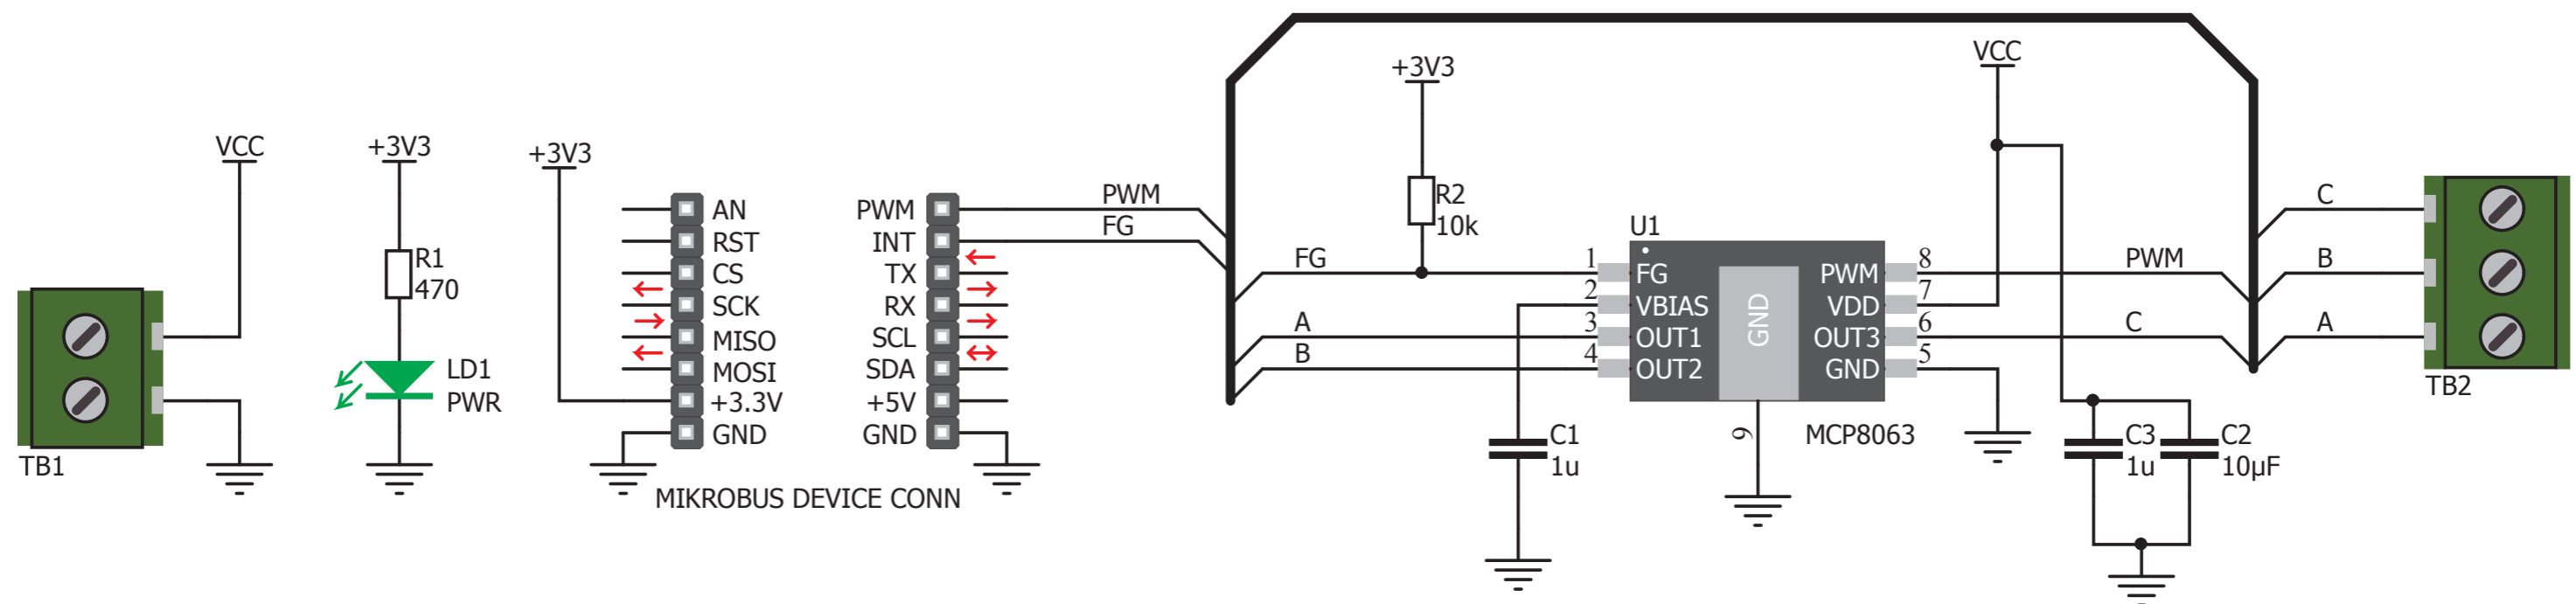 VCC
TB1
+3V3
R1
470
LD1
PWR
+3V3
AN
RST
CS
SCK
MISO
MOSI
+3.3V
GND
PWM
INT
TX
RX
SCL
SDA
+5V
GND
MIKROBUS DEVICE CONN
PWM
FG
+3V3
R2
10k
FG
A
B
C1
1u
U1
1
2
3
4
FG
VBIAS
OUT1
OUT2
GND
PWM
VDD
OUT3
GND
8
7
6
5
9
MCP8063
VCC
PWM
C
C3
1u
C2
10µF
C
B
A
TB2